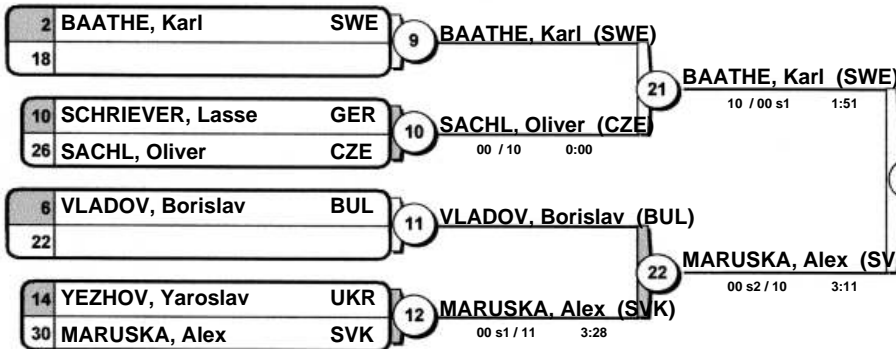 2 BAATHE, Karl SWE
18
9
BAATHE, Karl (SWE)
21
BAATHE, Karl (SWE)
10 / 00 s1 1:51
10 SCHRIEVER, Lasse GER
26 SACHL, Oliver CZE
10
SACHL, Oliver (CZE)
00 / 10 0:00
6 VLADOV, Borislav BUL
22
11
VLADOV, Borislav (BUL)
22
MARUSKA, Alex (SV
00 s2 / 10 3:11
14 YEZHOV, Yaroslav UKR
30 MARUSKA, Alex SVK
12
MARUSKA, Alex (SVK)
00 s1 / 11 3:28